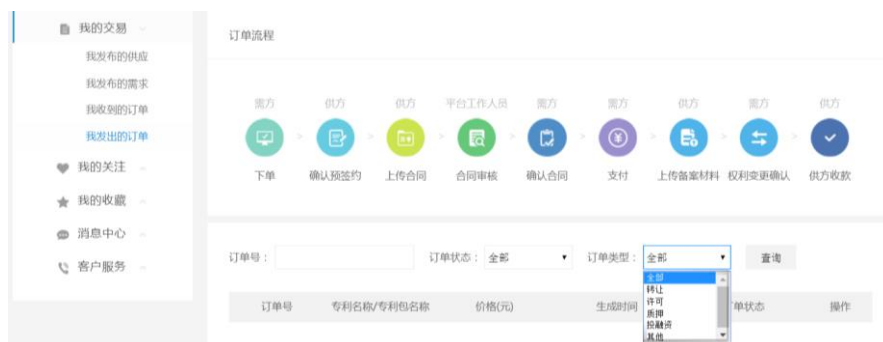 我的交易
我发布的供应
我发布的需求
我收到的订单
我发出的订单
我的关注
我的收藏
消息中心
客户服务
订单流程
需方 供方 供方 平台工作人员 需方 需方 供方 需方 供方
> > > > > > > >
下单 确认预签约 上传合同 合同审核 确认合同 支付 上传备案材料 权利变更确认 供方收款
订单号： 订单状态： 全部 订单类型： 全部 查询
全部
转让
许可
质押
投融资
其他
订单号 专利名称/专利包名称 价格(元) 生成时间 订单状态 操作